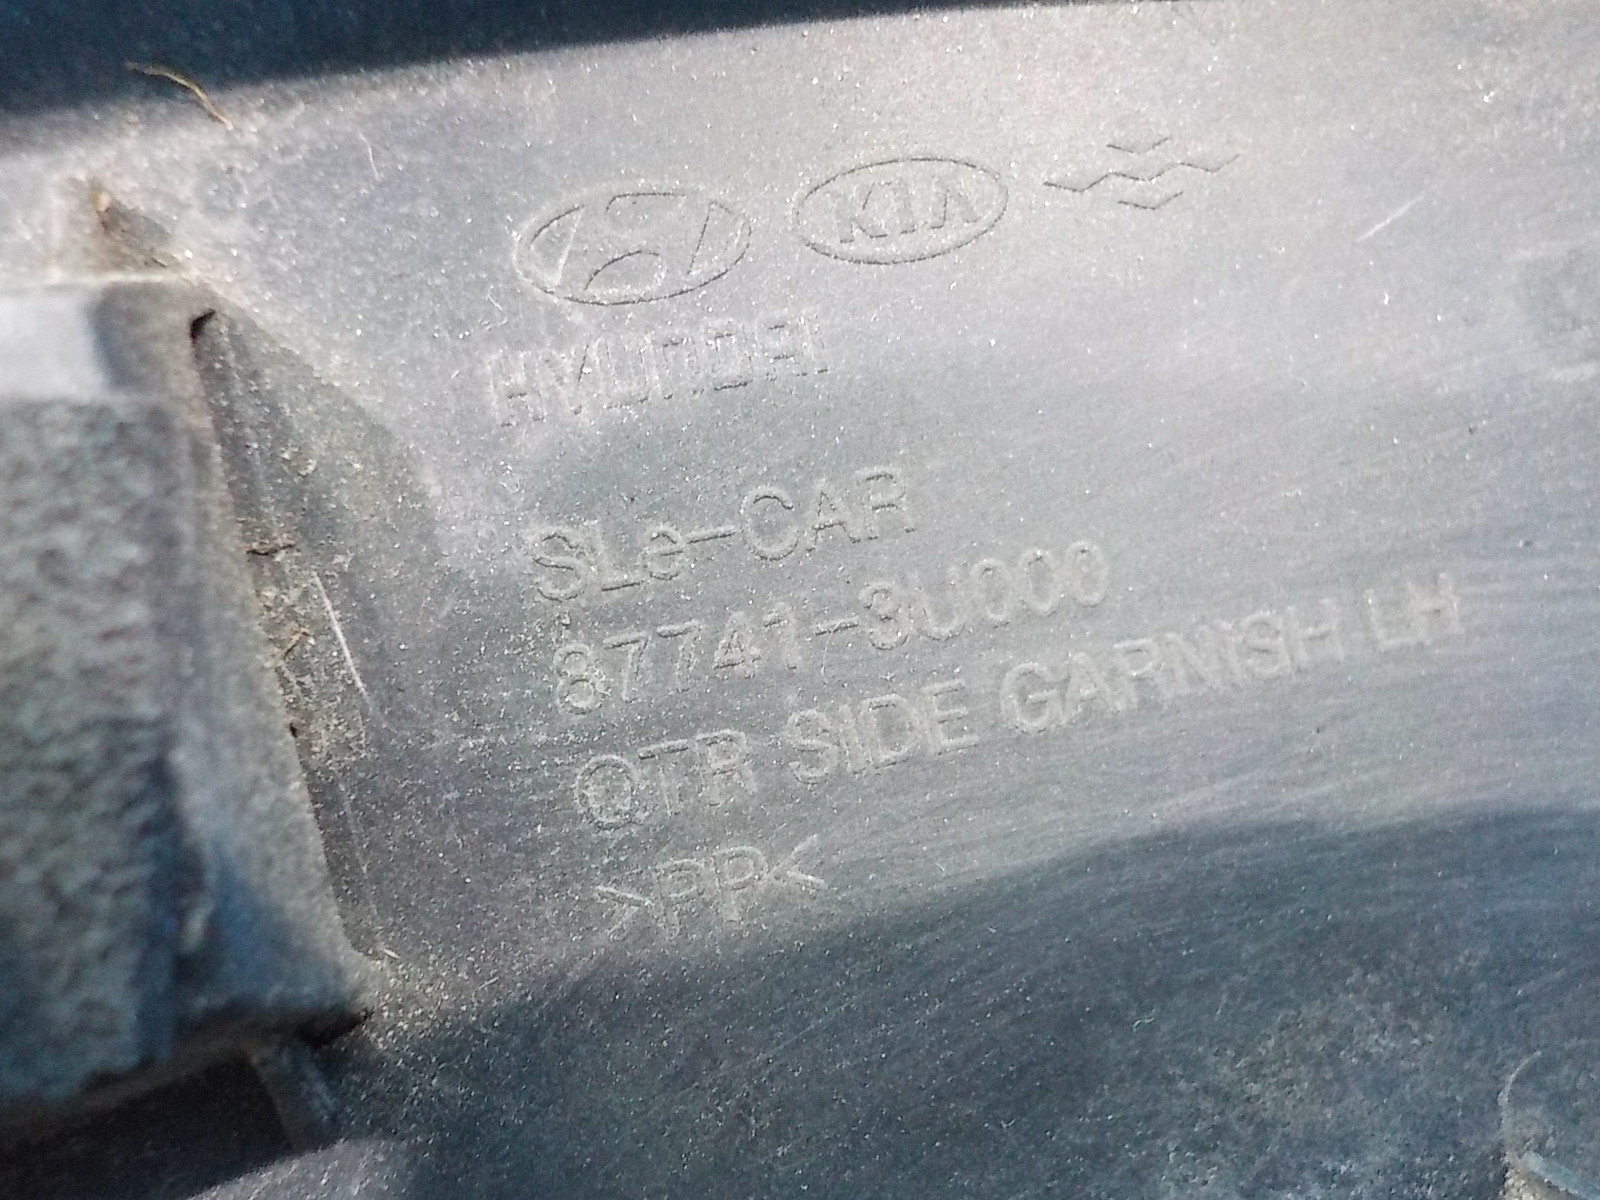 KIA
HYUNDAI
SLe-CAR
87741-3U000
QTR SIDE GARNISH LH
>PP<